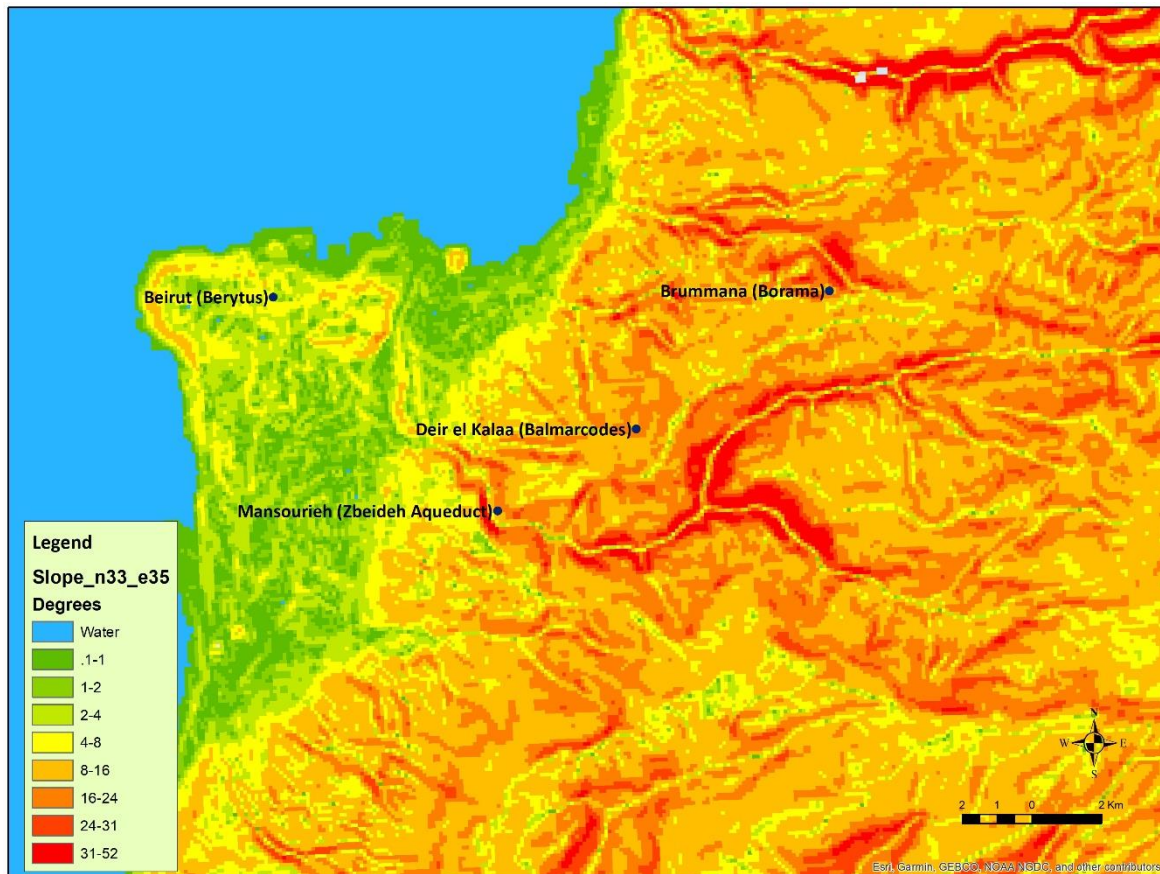 Beirut (Berytus)
Brummana (Borama)
Deir el Kalaa (Balmarcodes)
Mansourieh (Zbeideh Aqueduct)
Legend
Slope_n33_e35
Degrees
Water
.1-1
1-2
2-4
4-8
8-16
16-24
24-31
31-52
N
W E
S
2 1 0 2 Km
Esri, Garmin, GEBCO, NOAA NGDC, and other contributors